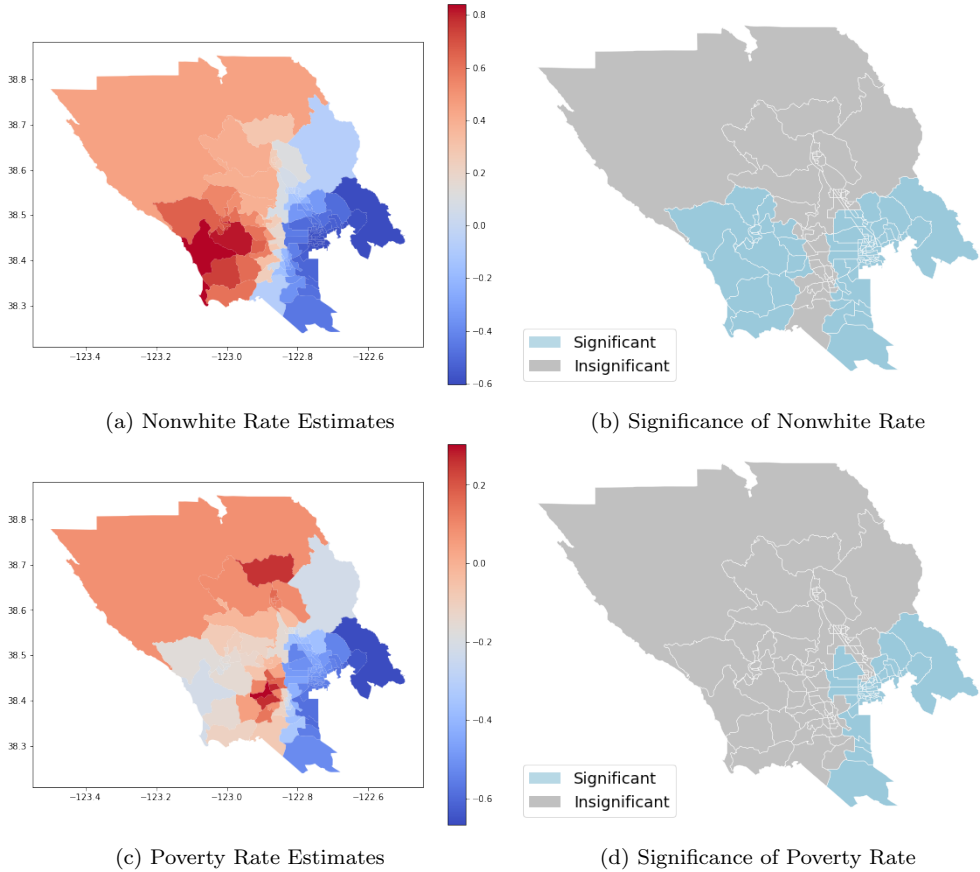 0.8
38.8
38.7
0.6
38.6
0.4
38.5
0.2
38.4
0.0
38.3
−0.2
−0.4
−0.6
−123.4 −123.2 −123.0 −122.8 −122.6
Significant
Insignificant
(a) Nonwhite Rate Estimates
(b) Significance of Nonwhite Rate
0.2
38.8
38.7
0.0
38.6
−0.2
38.5
38.4
−0.4
38.3
−0.6
−123.4 −123.2 −123.0 −122.8 −122.6
Significant
Insignificant
(c) Poverty Rate Estimates
(d) Significance of Poverty Rate